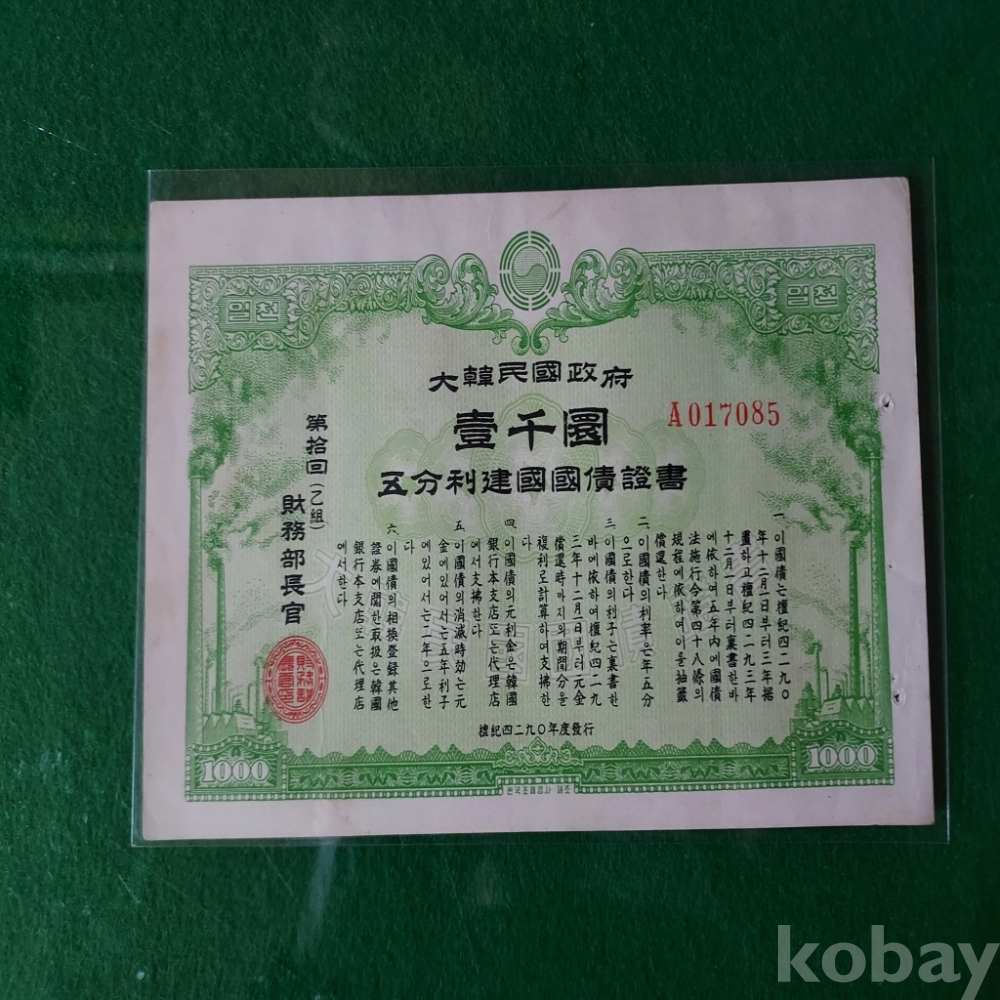 大韓民國政府
壹千圜
A017085
五分利建國國債證書
一、이國債는檀紀四二九〇
年十二月一日부터三年据
置하고檀紀四二九三年
十二月一日부터裏書한바
에依하여五年內에國債
法施行令第四十八條의
規程에依하여이를抽籤
償還한다
二、이國債의利率은年五分
으로한다
三、이國債의利子는裏書한
바에依하여檀紀四二九
三年十二月一日부터元金
償還時까지의期間分을
複利로計算하여支拂한
다
四、이國債의元利金은韓國
銀行本支店또는代理店
에서支拂한다
五、이國債의消滅時効는元
金에있어서는五年利子
에있어서는二年으로한
다
六、이國債의相換登錄其他
證券에關한取扱은韓國
銀行本支店또는代理店
에서한다
第拾回(乙組)
財務部長官
檀紀四二九〇年度發行
1000
1000
한국조폐공사 제조
kobay